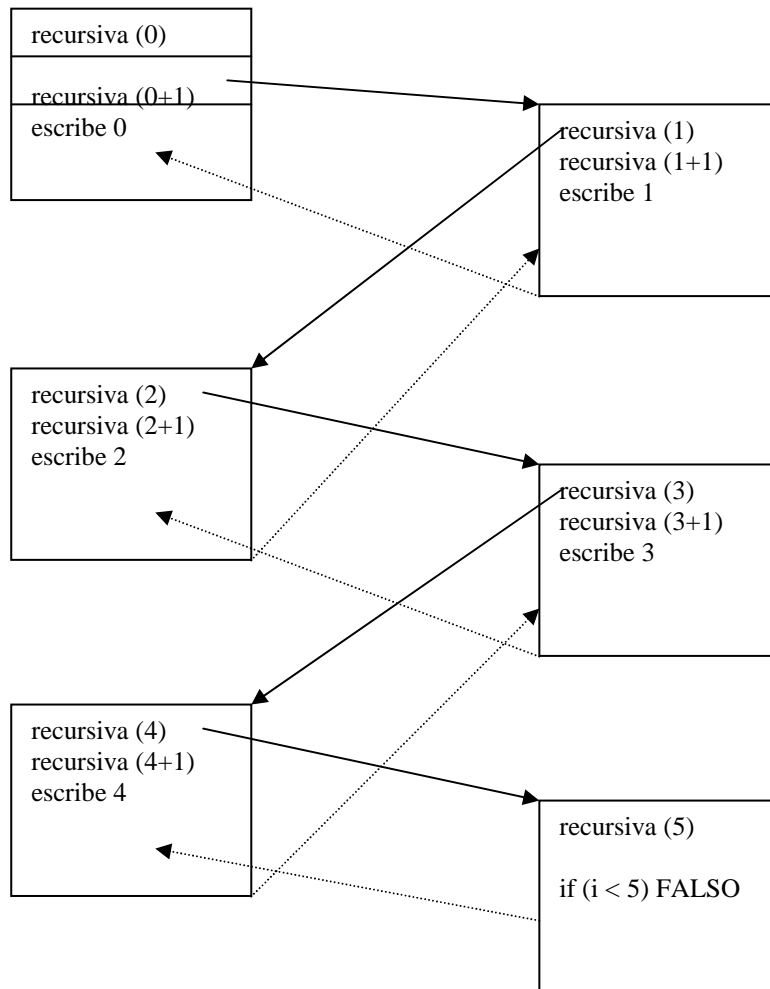 recursiva (0)
recursiva (0+1)
escribe 0
recursiva (1)
recursiva (1+1)
escribe 1
recursiva (2)
recursiva (2+1)
escribe 2
recursiva (3)
recursiva (3+1)
escribe 3
recursiva (4)
recursiva (4+1)
escribe 4
recursiva (5)
if (i < 5) FALSO